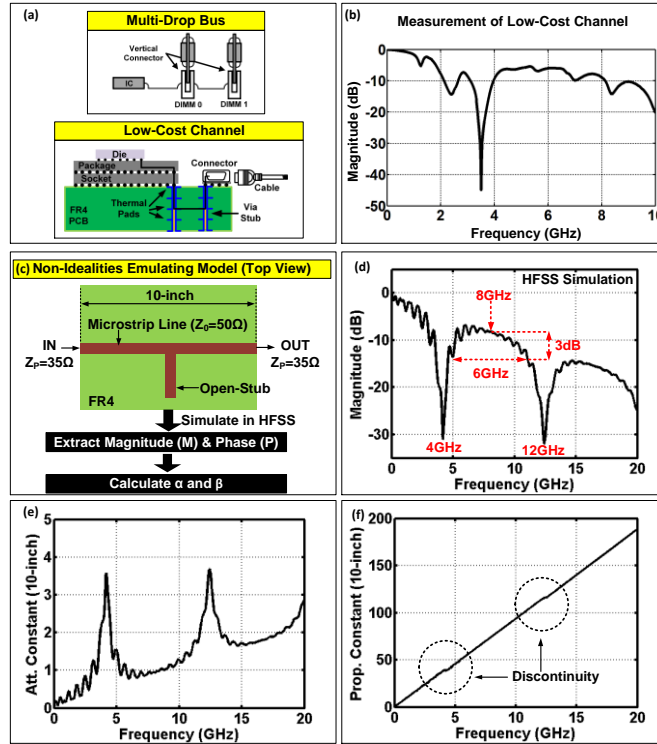 (a)
Multi-Drop Bus
Vertical
Connector
IC
DIMM 0
DIMM 1
Low-Cost Channel
Die
Package
Socket
Connector
Cable
Thermal
Pads
FR4
PCB
Via
Stub
(b)
Measurement of Low-Cost Channel
Magnitude (dB)
0
-10
-20
-30
-40
-50
0
2
4
6
8
10
Frequency (GHz)
(c) Non-Idealities Emulating Model (Top View)
10-inch
Microstrip Line (Z0=50Ω)
IN
ZP=35Ω
OUT
ZP=35Ω
Open-Stub
FR4
Simulate in HFSS
Extract Magnitude (M) & Phase (P)
Calculate α and β
(d)
HFSS Simulation
Magnitude (dB)
0
-10
-20
-30
8GHz
3dB
6GHz
4GHz
12GHz
0
5
10
15
20
Frequency (GHz)
(e)
Att. Constant (10-inch)
5
4
3
2
1
0
0
5
10
15
20
Frequency (GHz)
(f)
Prop. Constant (10-inch)
200
150
100
50
0
0
5
10
15
20
Discontinuity
Frequency (GHz)